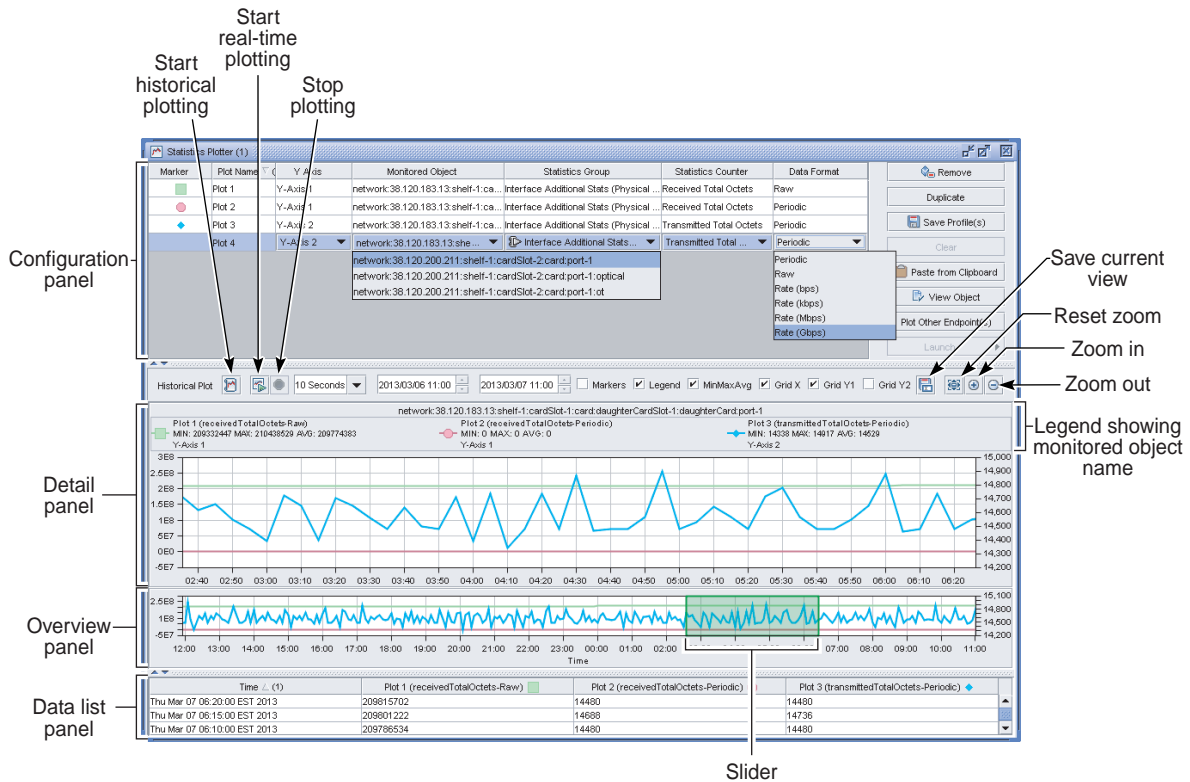 Start
real-time
plotting
Start
historical
plotting
Stop
plotting
Statistics Plotter (1)
Marker Plot Name Y Axis Monitored Object Statistics Group Statistics Counter Data Format
Plot 1 Y-Axis 1 network:38.120.183.13:shelf-1:ca... Interface Additional Stats (Physical ... Received Total Octets Raw
Plot 2 Y-Axis 1 network:38.120.183.13:shelf-1:ca... Interface Additional Stats (Physical ... Received Total Octets Periodic
Plot 3 Y-Axis 2 network:38.120.183.13:shelf-1:ca... Interface Additional Stats (Physical ... Transmitted Total Octets Periodic
Plot 4 Y-Axis 2 network:38.120.183.13:she... Interface Additional Stats... Transmitted Total ... Periodic
network:38.120.200.211:shelf-1:cardSlot-2:card:port-1
network:38.120.200.211:shelf-1:cardSlot-2:card:port-1:optical
network:38.120.200.211:shelf-1:cardSlot-2:card:port-1:ot
Periodic
Raw
Rate (bps)
Rate (kbps)
Rate (Mbps)
Rate (Gbps)
Remove
Duplicate
Save Profile(s)
Clear
Paste from Clipboard
View Object
Plot Other Endpoint(s)
Launch
Configuration
panel
Save current
view
Reset zoom
Zoom in
Zoom out
Historical Plot 10 Seconds 2013/03/06 11:00 2013/03/07 11:00 Markers Legend MinMaxAvg Grid X Grid Y1 Grid Y2
network:38.120.183.13:shelf-1:cardSlot-1:card:daughterCardSlot-1:daughterCard:port-1
Plot 1 (receivedTotalOctets-Raw)
MIN: 209332447 MAX: 210438529 AVG: 209774383
Y-Axis 1
Plot 2 (receivedTotalOctets-Periodic)
MIN: 0 MAX: 0 AVG: 0
Y-Axis 1
Plot 3 (transmittedTotalOctets-Periodic)
MIN: 14338 MAX: 14917 AVG: 14529
Y-Axis 2
Legend showing
monitored object
name
Detail
panel
3E8
2.5E8
2E8
1.5E8
1E8
5E7
0E0
-5E7
15,000
14,900
14,800
14,700
14,600
14,500
14,400
14,300
14,200
02:40 02:50 03:00 03:10 03:20 03:30 03:40 03:50 04:00 04:10 04:20 04:30 04:40 04:50 05:00 05:10 05:20 05:30 05:40 05:50 06:00 06:10 06:20
Overview
panel
2.5E8
1E8
-5E7
15,100
14,800
14,500
14,200
12:00 13:00 14:00 15:00 16:00 17:00 18:00 19:00 20:00 21:00 22:00 23:00 00:00 01:00 02:00 07:00 08:00 09:00 10:00 11:00
Time
Data list
panel
Time (1) Plot 1 (receivedTotalOctets-Raw) Plot 2 (receivedTotalOctets-Periodic) Plot 3 (transmittedTotalOctets-Periodic)
Thu Mar 07 06:20:00 EST 2013 209815702 14480 14480
Thu Mar 07 06:15:00 EST 2013 209801222 14688 14736
Thu Mar 07 06:10:00 EST 2013 209786534 14480 14480
Slider